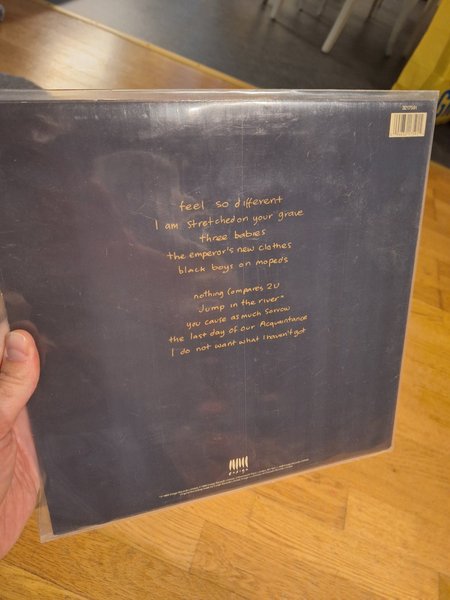 3217591
feel so different
I am stretched on your grave
three babies
the emperor's new clothes
black boys on mopeds
nothing Compares 2U
Jump in the river
you cause as much sorrow
the last day of our Acquaintance
I do not want what I haven't got
ensign